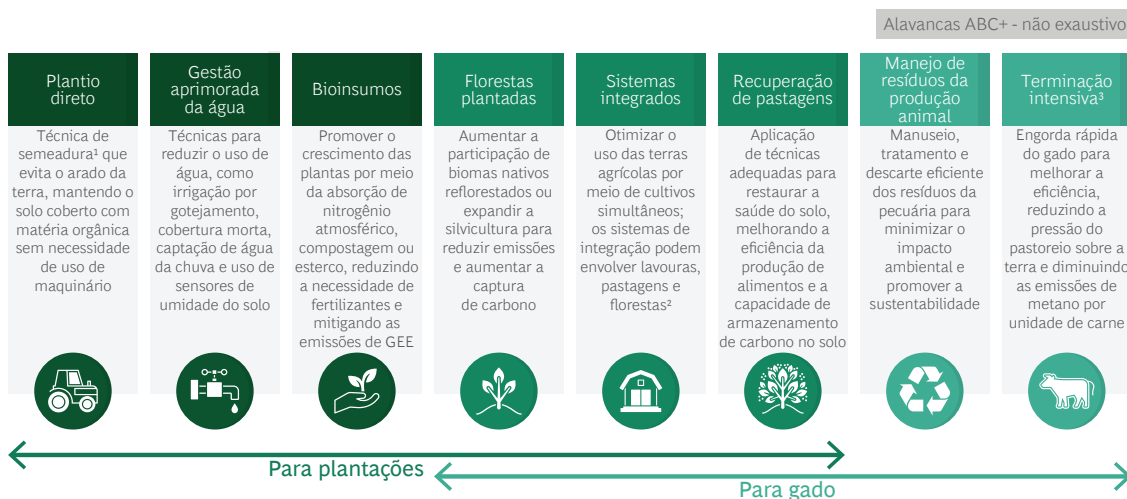 Alavancas ABC+ - não exaustivo
Plantio
direto
Técnica de
semeadura¹ que
evita o arado da
terra, mantendo o
solo coberto com
matéria orgânica
sem necessidade
de uso de
maquinário
Gestão
aprimorada
da água
Técnicas para
reduzir o uso de
água, como
irrigação por
gotejamento,
cobertura morta,
captação de água
da chuva e uso de
sensores de
umidade do solo
Bioinsumos
Promover o
crescimento das
plantas por meio
da absorção de
nitrogênio
atmosférico,
compostagem ou
esterco, reduzindo
a necessidade de
fertilizantes e
mitigando as
emissões de GEE
Florestas
plantadas
Aumentar a
participação de
biomas nativos
reflorestados ou
expandir a
silvicultura para
reduzir emissões
e aumentar a
captura
de carbono
Sistemas
integrados
Otimizar o
uso das terras
agrícolas por
meio de cultivos
simultâneos;
os sistemas de
integração podem
envolver lavouras,
pastagens e
florestas²
Recuperação
de pastagens
Aplicação
de técnicas
adequadas para
restaurar a
saúde do solo,
melhorando a
eficiência da
produção de
alimentos e a
capacidade de
armazenamento
de carbono no solo
Manejo de
resíduos da
produção
animal
Manuseio,
tratamento e
descarte eficiente
dos resíduos da
pecuária para
minimizar o
impacto
ambiental e
promover a
sustentabilidade
Terminação
intensiva³
Engorda rápida
do gado para
melhorar a
eficiência,
reduzindo a
pressão do
pastoreio sobre a
terra e diminuindo
as emissões de
metano por
unidade de carne
Para plantações
Para gado